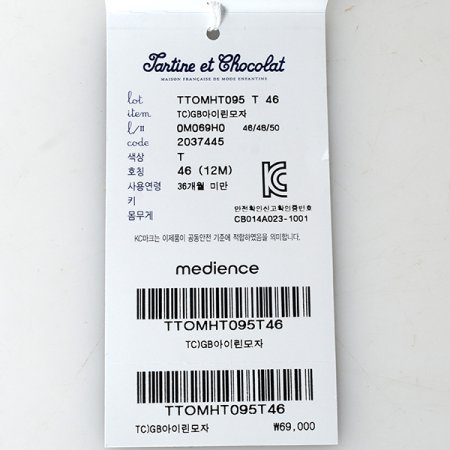 Tartine et Chocolat
MAISON FRANÇAISE DE MODE ENFANTINE
lot TTOMHT095 T 46
item TC)GB아이린모자
l/II 0M069H0 46/48/50
code 2037445
색상 T
호칭 46 (12M)
사용연령 36개월 미만
키
몸무게
안전확인신고확인증번호
CB014A023-1001
KC마크는 이제품이 공동안전 기준에 적합하였음을 의미합니다.
medience
TTOMHT095T46
TC)GB아이린모자
TTOMHT095T46
TC)GB아이린모자 ₩69,000